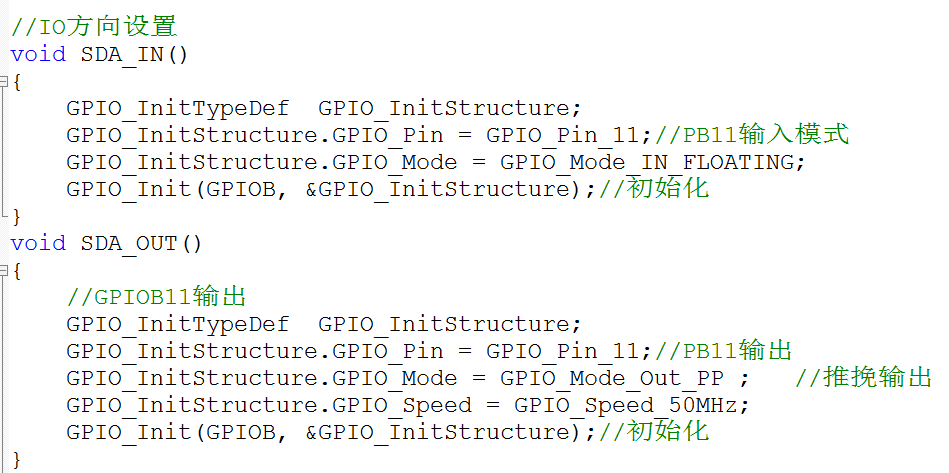 //IO方向设置
void SDA_IN()
{
    GPIO_InitTypeDef  GPIO_InitStructure;
    GPIO_InitStructure.GPIO_Pin = GPIO_Pin_11;//PB11输入模式
    GPIO_InitStructure.GPIO_Mode = GPIO_Mode_IN_FLOATING;
    GPIO_Init(GPIOB, &GPIO_InitStructure);//初始化
}
void SDA_OUT()
{
    //GPIOB11输出
    GPIO_InitTypeDef  GPIO_InitStructure;
    GPIO_InitStructure.GPIO_Pin = GPIO_Pin_11;//PB11输出
    GPIO_InitStructure.GPIO_Mode = GPIO_Mode_Out_PP ;   //推挽输出
    GPIO_InitStructure.GPIO_Speed = GPIO_Speed_50MHz;
    GPIO_Init(GPIOB, &GPIO_InitStructure);//初始化
}